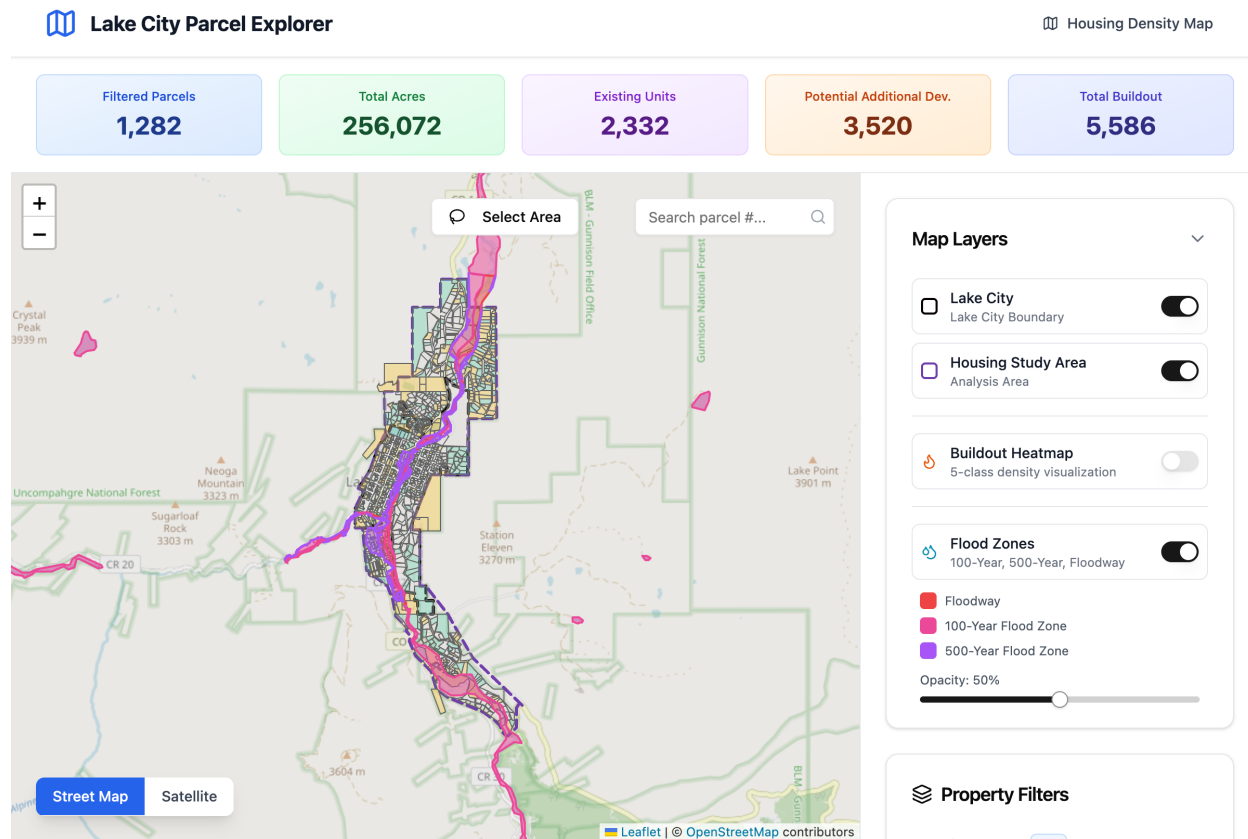 Lake City Parcel Explorer
Housing Density Map
Filtered Parcels
1,282
Total Acres
256,072
Existing Units
2,332
Potential Additional Dev.
3,520
Total Buildout
5,586
+
−
Select Area
Search parcel #...
BLM - Gunnison Field Office
Gunnison National Forest
Crystal
Peak
3939 m
Neoga
Mountain
3323 m
Lake Point
3901 m
Uncompahgre National Forest
Sugarloaf
Rock
3303 m
Station
Eleven
3270 m
CR 20
3604 m
CR 30
Street Map
Satellite
Leaflet | © OpenStreetMap contributors
Map Layers
Lake City
Lake City Boundary
Housing Study Area
Analysis Area
Buildout Heatmap
5-class density visualization
Flood Zones
100-Year, 500-Year, Floodway
Floodway
100-Year Flood Zone
500-Year Flood Zone
Opacity: 50%
Property Filters